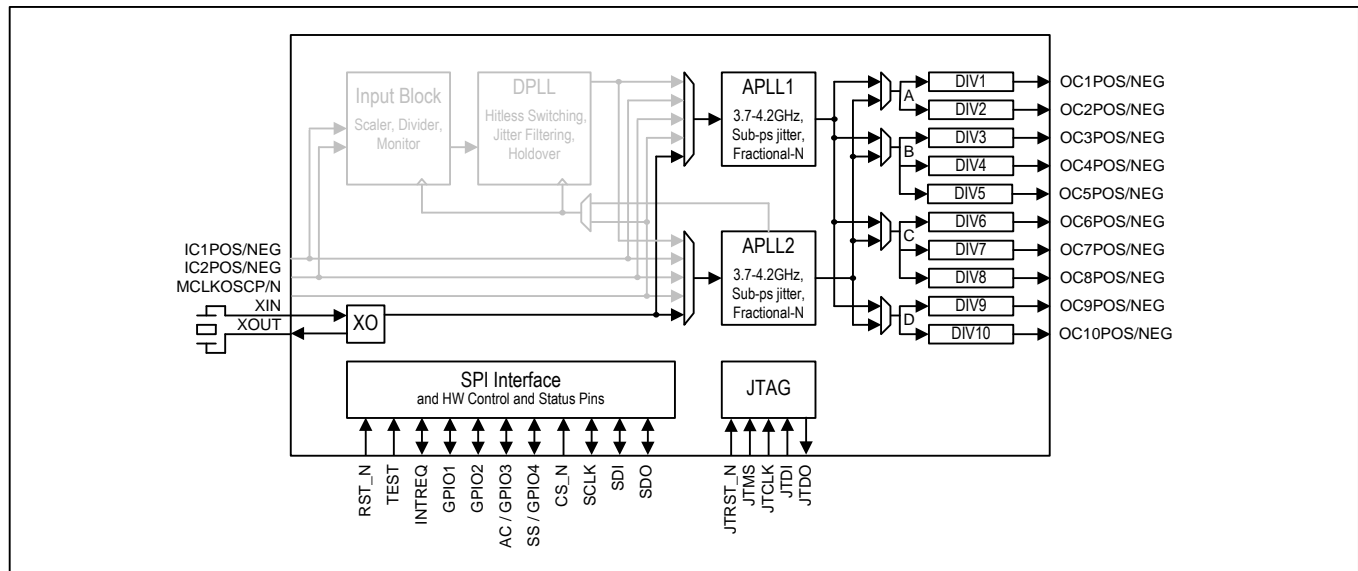 Input Block
Scaler, Divider,
Monitor
DPLL
Hitless Switching,
Jitter Filtering,
Holdover
APLL1
3.7-4.2GHz,
Sub-ps jitter,
Fractional-N
APLL2
3.7-4.2GHz,
Sub-ps jitter,
Fractional-N
A
B
C
D
DIV1
DIV2
DIV3
DIV4
DIV5
DIV6
DIV7
DIV8
DIV9
DIV10
OC1POS/NEG
OC2POS/NEG
OC3POS/NEG
OC4POS/NEG
OC5POS/NEG
OC6POS/NEG
OC7POS/NEG
OC8POS/NEG
OC9POS/NEG
OC10POS/NEG
IC1POS/NEG
IC2POS/NEG
MCLKOSCP/N
XIN
XOUT
XO
SPI Interface
and HW Control and Status Pins
JTAG
RST_N
TEST
INTREQ
GPIO1
GPIO2
AC / GPIO3
SS / GPIO4
CS_N
SCLK
SDI
SDO
JTRST_N
JTMS
JTCLK
JTDI
JTDO